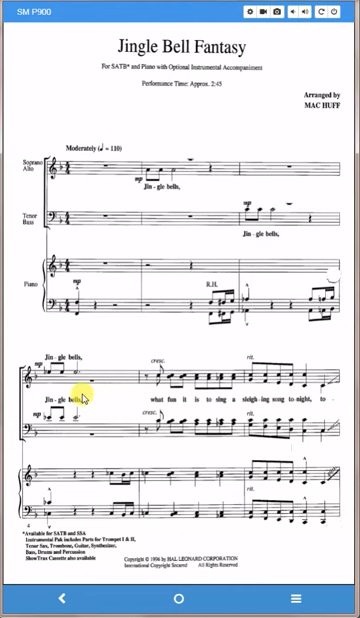 SM P900
Jingle Bell Fantasy
For SATB* and Piano with Optional Instrumental Accompaniment
Performance Time: Approx. 2:45
Arranged by
MAC HUFF
Moderately (♩ = 110)
Soprano
Alto
mp
Jin - gle bells,
Tenor
Bass
mp
Jin - gle bells,
Piano
mp
R.H.
Jin - gle bells,
mp
cresc.
rit.
Jin - gle bells,
what fun it is to sing a sleigh - ing song to - night, to -
mp
cresc.
rit.
rit.
*Available for SATB and SSA
Instrumental Pak includes Parts for Trumpet I & II,
Tenor Sax, Trombone, Guitar, Synthesizer,
Bass, Drums and Percussion
ShowTrax Cassette also available
Copyright © 1996 by HAL LEONARD CORPORATION
International Copyright Secured All Rights Reserved